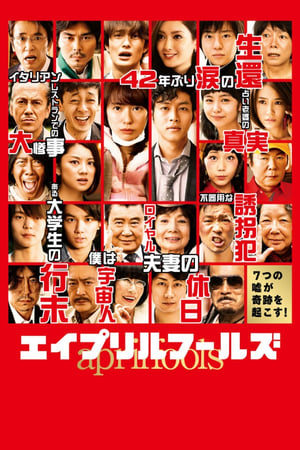 イタリアン
レストランでの
大惨事
42年ぶり涙の
生還
占い老婆の
真実
ある
大学生の
行末
不器用な
誘拐犯
僕は
宇宙人
ロイヤル
夫妻の
休日
7つの
嘘が
奇跡を
起こす!
エイプリルフールズ
aprilfools